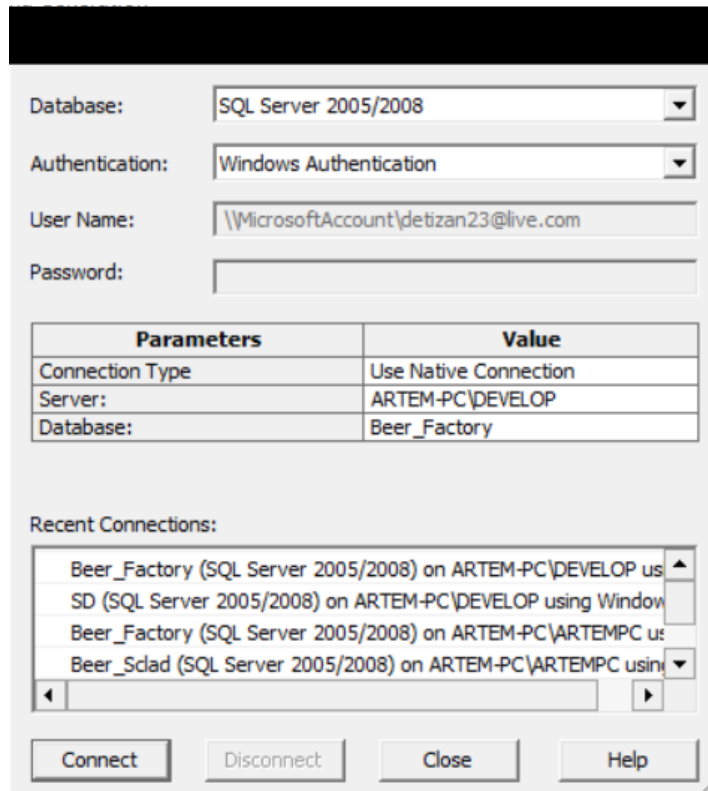 Database: SQL Server 2005/2008
Authentication: Windows Authentication
User Name: \\MicrosoftAccount\detizan23@live.com
Password:
Parameters Value
Connection Type Use Native Connection
Server: ARTEM-PC\DEVELOP
Database: Beer_Factory
Recent Connections:
Beer_Factory (SQL Server 2005/2008) on ARTEM-PC\DEVELOP us
SD (SQL Server 2005/2008) on ARTEM-PC\DEVELOP using Window
Beer_Factory (SQL Server 2005/2008) on ARTEM-PC\ARTEMPC us
Beer_Sclad (SQL Server 2005/2008) on ARTEM-PC\ARTEMPC using
Connect Disconnect Close Help